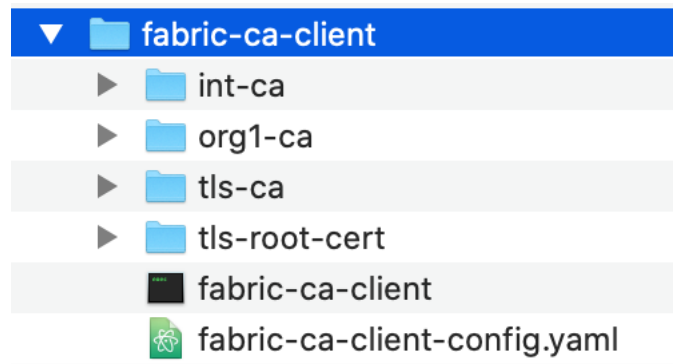 fabric-ca-client
int-ca
org1-ca
tls-ca
tls-root-cert
fabric-ca-client
fabric-ca-client-config.yaml